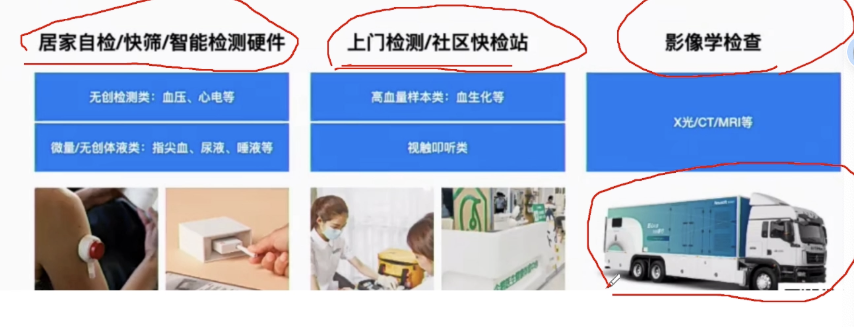 居家自检/快筛/智能检测硬件
上门检测/社区快检站
影像学检查
无创检测类：血压、心电等
高血量样本类：血生化等
X光/CT/MRI等
微量/无创体液类：指尖血、尿液、唾液等
视触叩听类